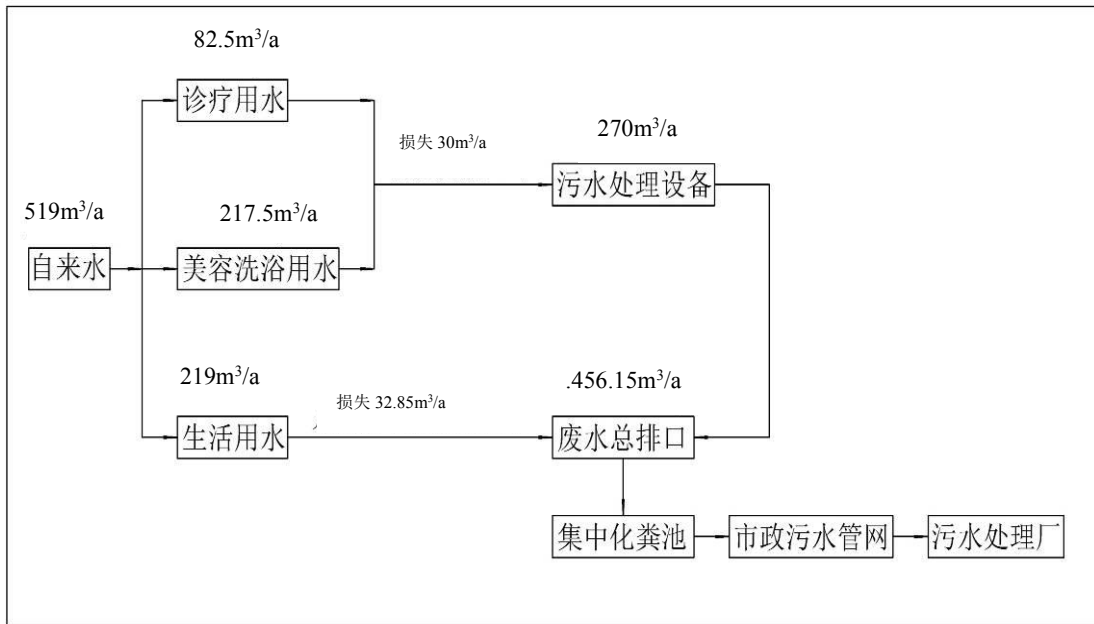 82.5m³/a
诊疗用水
损失 30m³/a
270m³/a
污水处理设备
519m³/a
217.5m³/a
自来水
美容洗浴用水
219m³/a
损失 32.85m³/a
.456.15m³/a
生活用水
废水总排口
集中化粪池
市政污水管网
污水处理厂